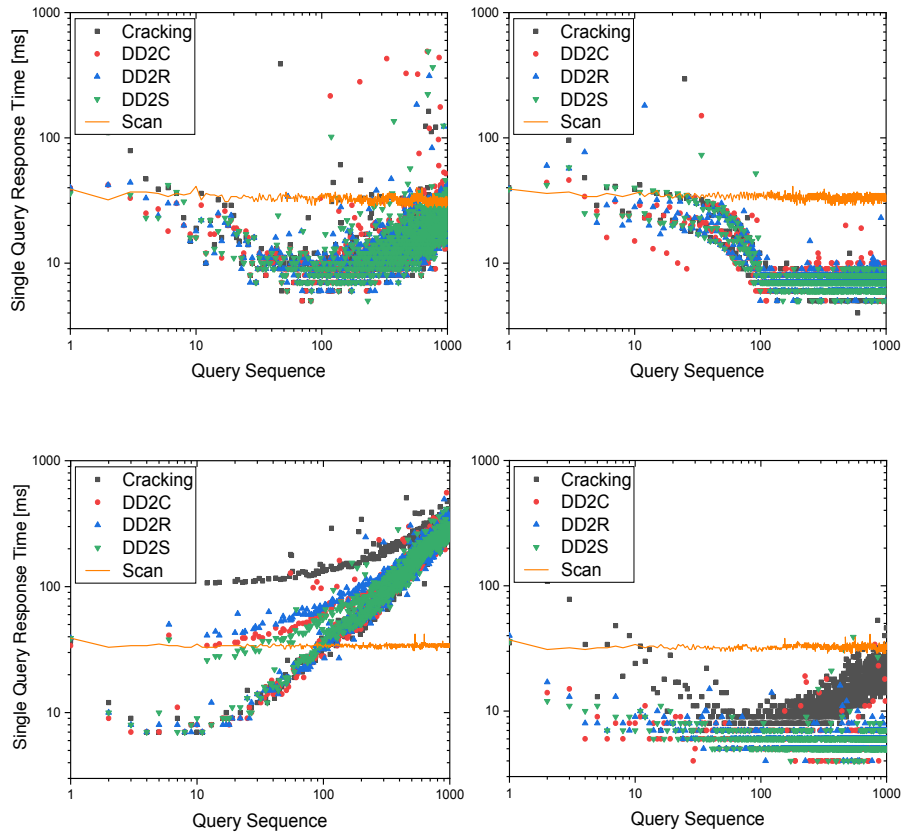 Single Query Response Time [ms]
1000
100
10
Cracking
DD2C
DD2R
DD2S
Scan
1
10
100
1000
Query Sequence
1000
100
10
Cracking
DD2C
DD2R
DD2S
Scan
1
10
100
1000
Query Sequence
Single Query Response Time [ms]
1000
100
10
Cracking
DD2C
DD2R
DD2S
Scan
1
10
100
1000
Query Sequence
1000
100
10
Cracking
DD2C
DD2R
DD2S
Scan
1
10
100
1000
Query Sequence